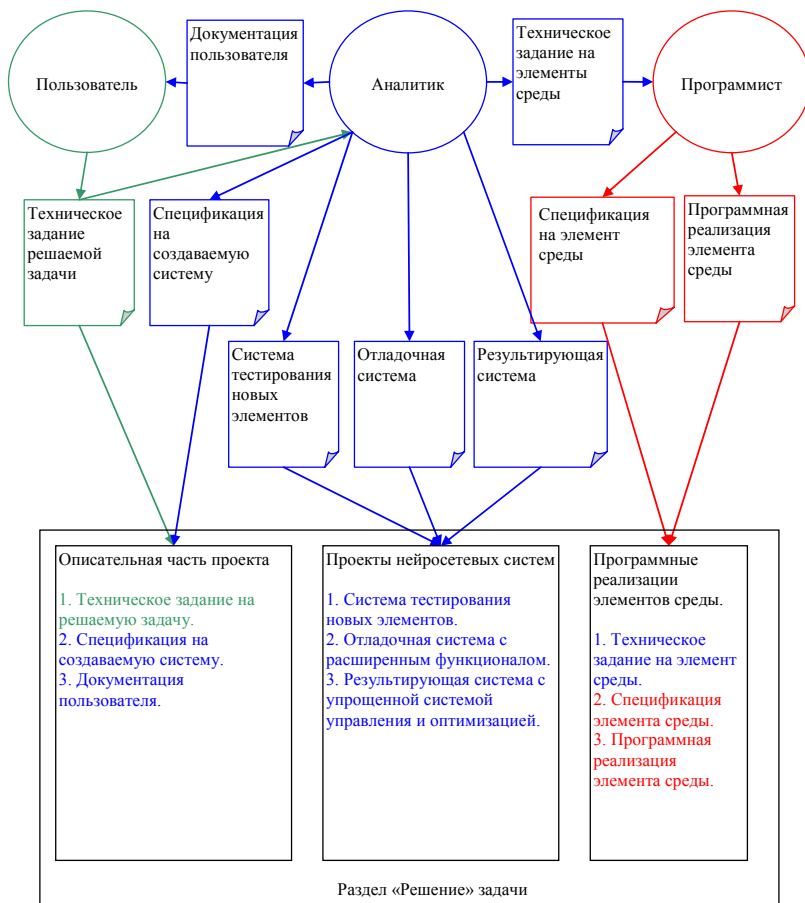 Пользователь
Документация
пользователя
Аналитик
Техническое
задание на
элементы
среды
Программист
Техническое
задание
решаемой
задачи
Спецификация
на
создаваемую
систему
Спецификация
на элемент
среды
Программная
реализация
элемента
среды
Система
тестирования
новых
элементов
Отладочная
система
Результирующая
система
Описательная часть проекта
1. Техническое задание на
решаемую задачу.
2. Спецификация на
создаваемую систему.
3. Документация
пользователя.
Проекты нейросетевых систем
1. Система тестирования
новых элементов.
2. Отладочная система с
расширенным функционалом.
3. Результирующая система с
упрощенной системой
управления и оптимизацией.
Программные
реализации
элементов среды.
1. Техническое
задание на элемент
среды.
2. Спецификация
элемента среды.
3. Программная
реализация
элемента среды.
Раздел «Решение» задачи